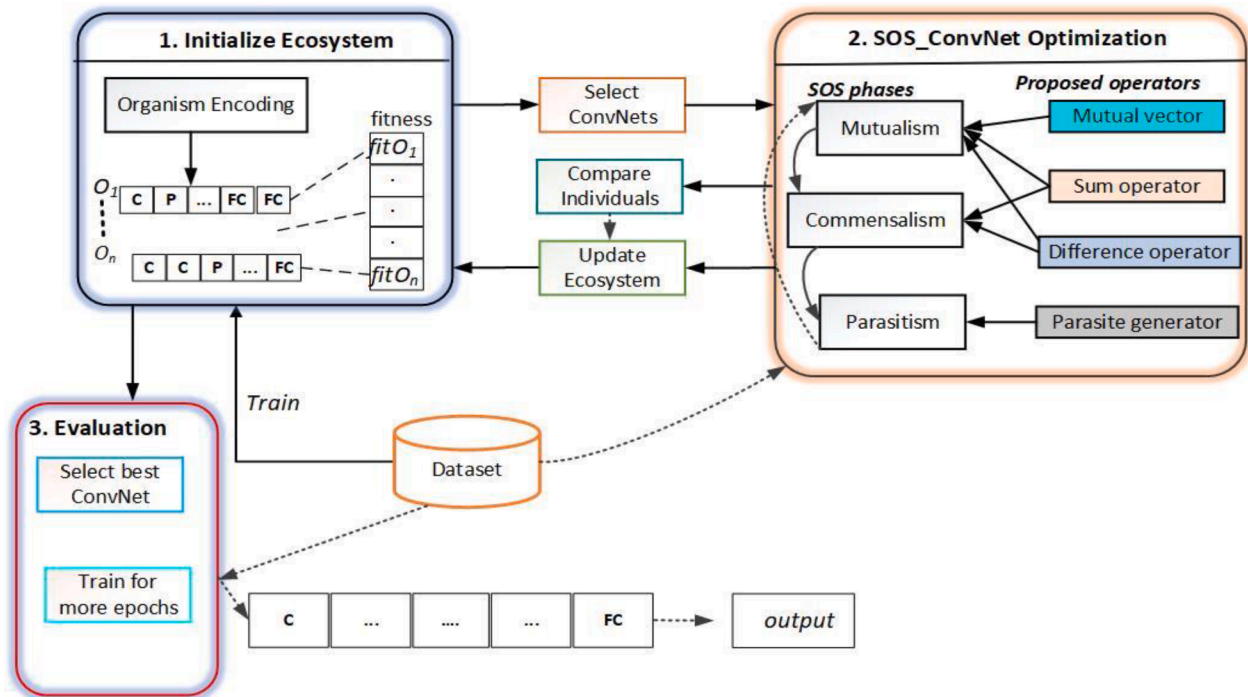 1. Initialize Ecosystem
Organism Encoding
fitness
fitO1
.
.
.
fitOn
O1
C P ... FC FC
On
C C P ... FC
Select
ConvNets
Compare
Individuals
Update
Ecosystem
2. SOS_ConvNet Optimization
SOS phases
Proposed operators
Mutualism
Mutual vector
Sum operator
Commensalism
Difference operator
Parasitism
Parasite generator
Train
3. Evaluation
Select best
ConvNet
Train for
more epochs
Dataset
C ... .... ... FC
output